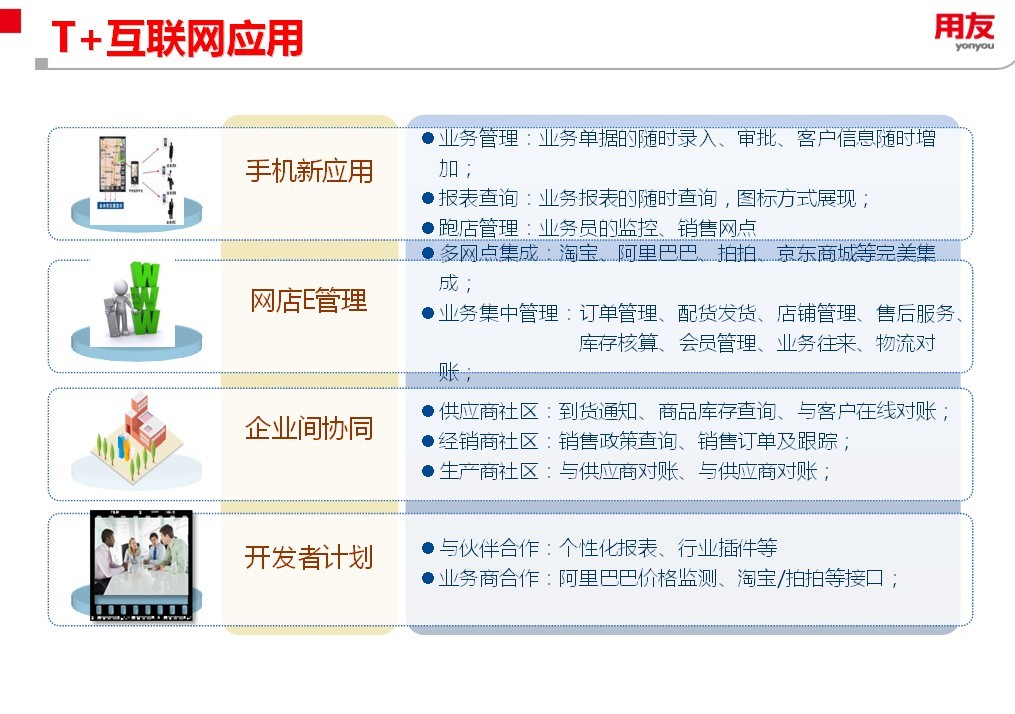 T+互联网应用
用友
yonyou
手机新应用
●业务管理：业务单据的随时录入、审批、客户信息随时增
加；
●报表查询：业务报表的随时查询，图标方式展现；
●跑店管理：业务员的监控、销售网点
网店E管理
●多网点集成：淘宝、阿里巴巴、拍拍、京东商城等完美集
成；
●业务集中管理：订单管理、配货发货、店铺管理、售后服务、
库存核算、会员管理、业务往来、物流对
账；
WWW
企业间协同
●供应商社区：到货通知、商品库存查询、与客户在线对账；
●经销商社区：销售政策查询、销售订单及跟踪；
●生产商社区：与供应商对账、与供应商对账；
开发者计划
●与伙伴合作：个性化报表、行业插件等
●业务商合作：阿里巴巴价格监测、淘宝/拍拍等接口；